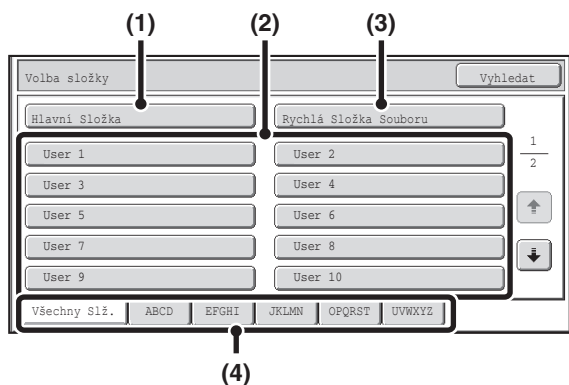 (1) (2) (3)
Volba složky Vyhledat
Hlavní Složka Rychlá Složka Souboru
User 1 User 2
1
2
User 3 User 4
User 5 User 6
User 7 User 8
User 9 User 10
Všechny Slž. ABCD EFGHI JKLMN OPQRST UVWXYZ
(4)